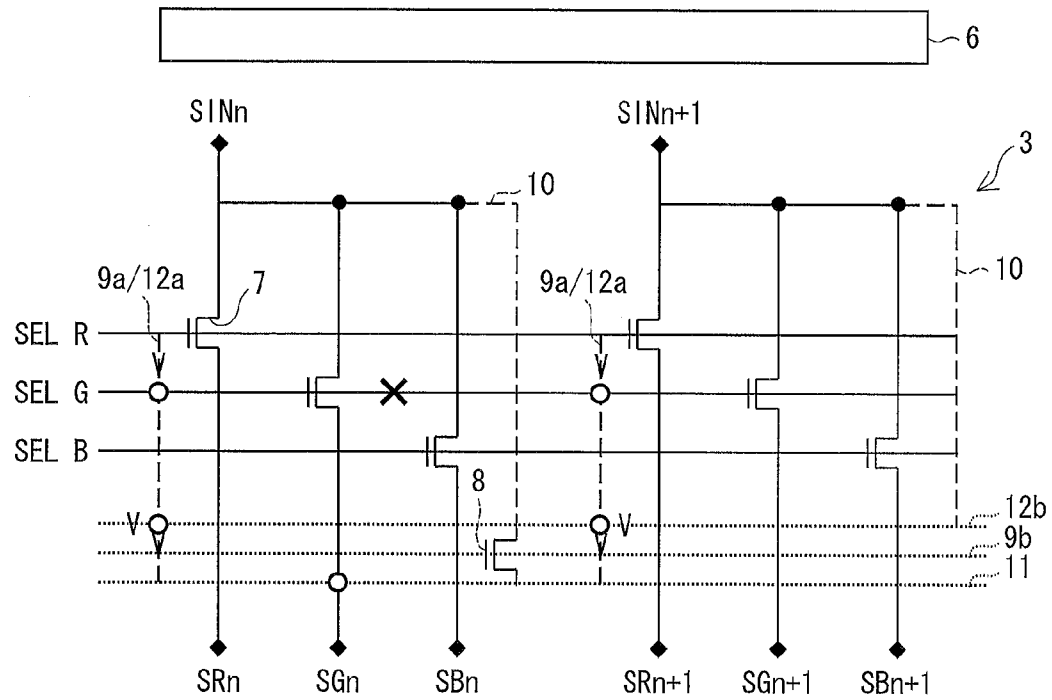 6
SINn
SINn+1
3
10
10
9a/12a
7
9a/12a
SEL R
SEL G
SEL B
8
V
V
12b
9b
11
SRn
SGn
SBn
SRn+1
SGn+1
SBn+1